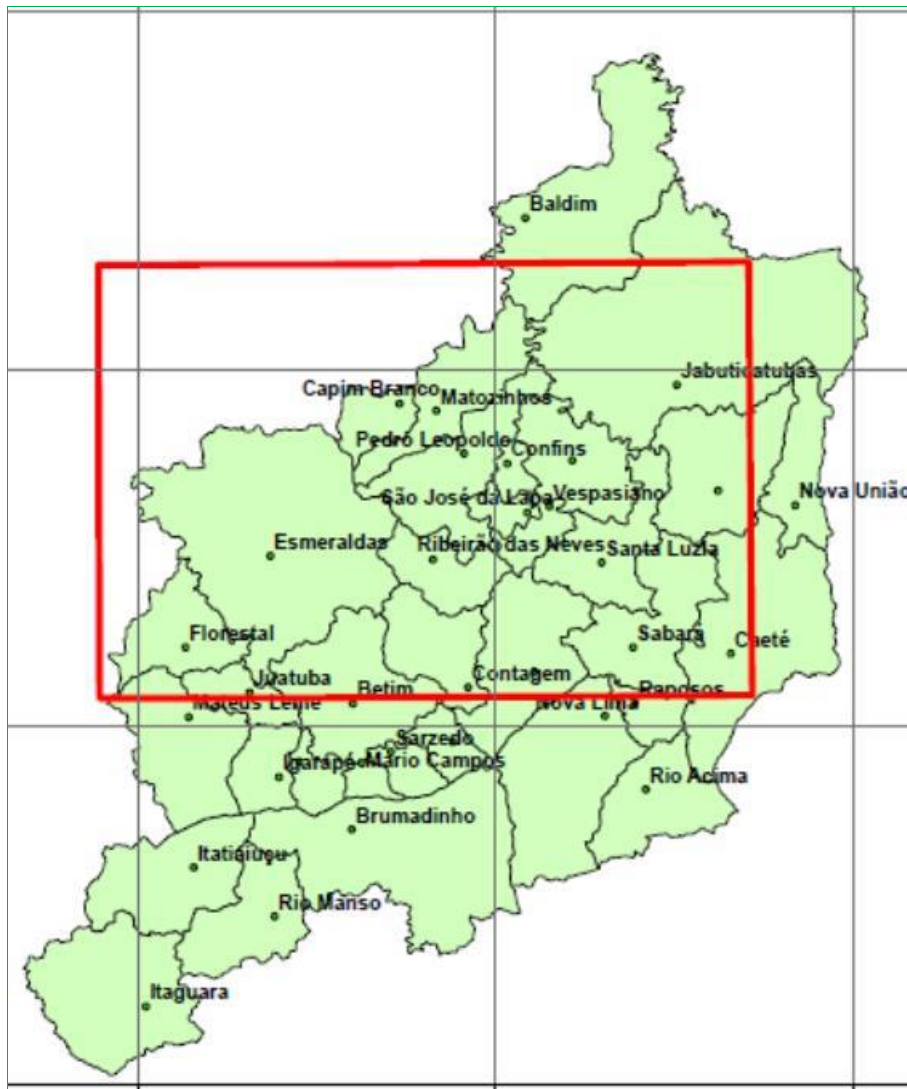 Baldim
Jabuticatubas
Capim Branco
Matozinhos
Pedro Leopoldo
Confins
São José da Lapa
Vespasiano
Nova União
Esmeraldas
Ribeirão das Neves
Santa Luzia
Florestal
Sabará
Caeté
Juatuba
Contagem
Betim
Raposos
Mateus Leme
Nova Lima
Sarzedo
Igarapé
Mário Campos
Rio Acima
Brumadinho
Itatiaiuçu
Rio Manso
Itaguara